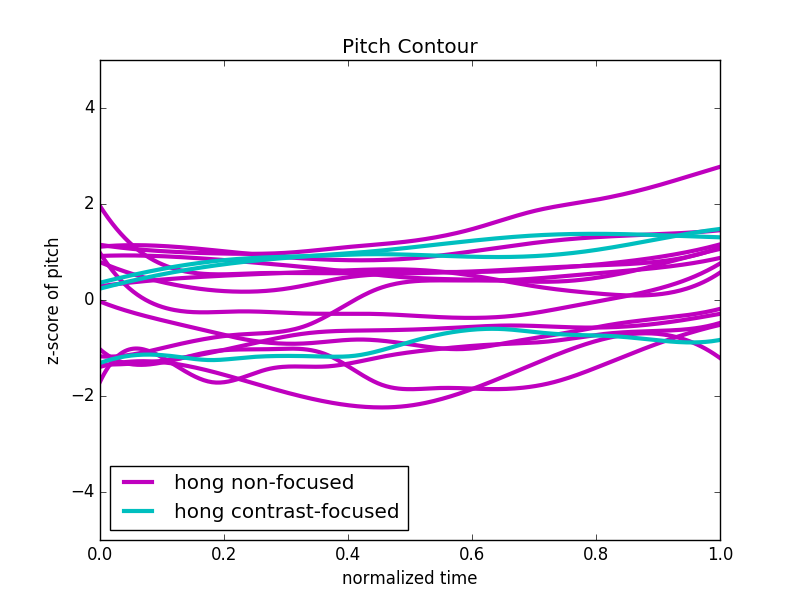 Pitch Contour
z-score of pitch
4
2
0
−2
−4
hong non-focused
hong contrast-focused
0.0 0.2 0.4 0.6 0.8 1.0
normalized time